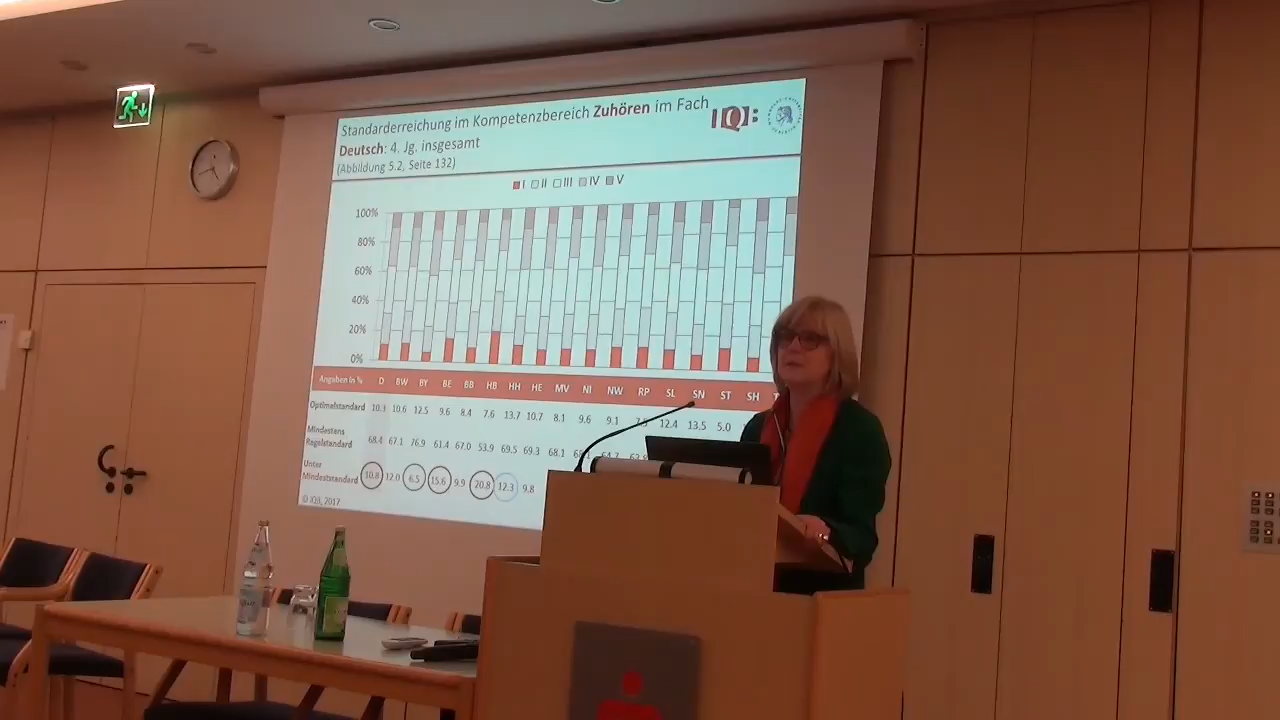 Standarderreichung im Kompetenzbereich Zuhören im Fach
Deutsch: 4. Jg. insgesamt
(Abbildung 5.2, Seite 132)
IQB
I II III IV V
100%
80%
60%
40%
20%
0%
Angaben in % D BW BY BE BB HB HH HE MV NI NW RP SL SN ST SH
Optimalstandard 10.3 10.6 12.5 9.6 8.4 7.6 13.7 10.7 8.1 9.6 9.1 12.4 13.5 5.0
Mindestens
Regelstandard 68.4 67.1 76.9 61.4 67.0 53.9 69.5 69.3 68.1
Unter
Mindeststandard 10.8 12.0 6.5 15.6 9.9 20.8 12.3 9.8
© IQB, 2017